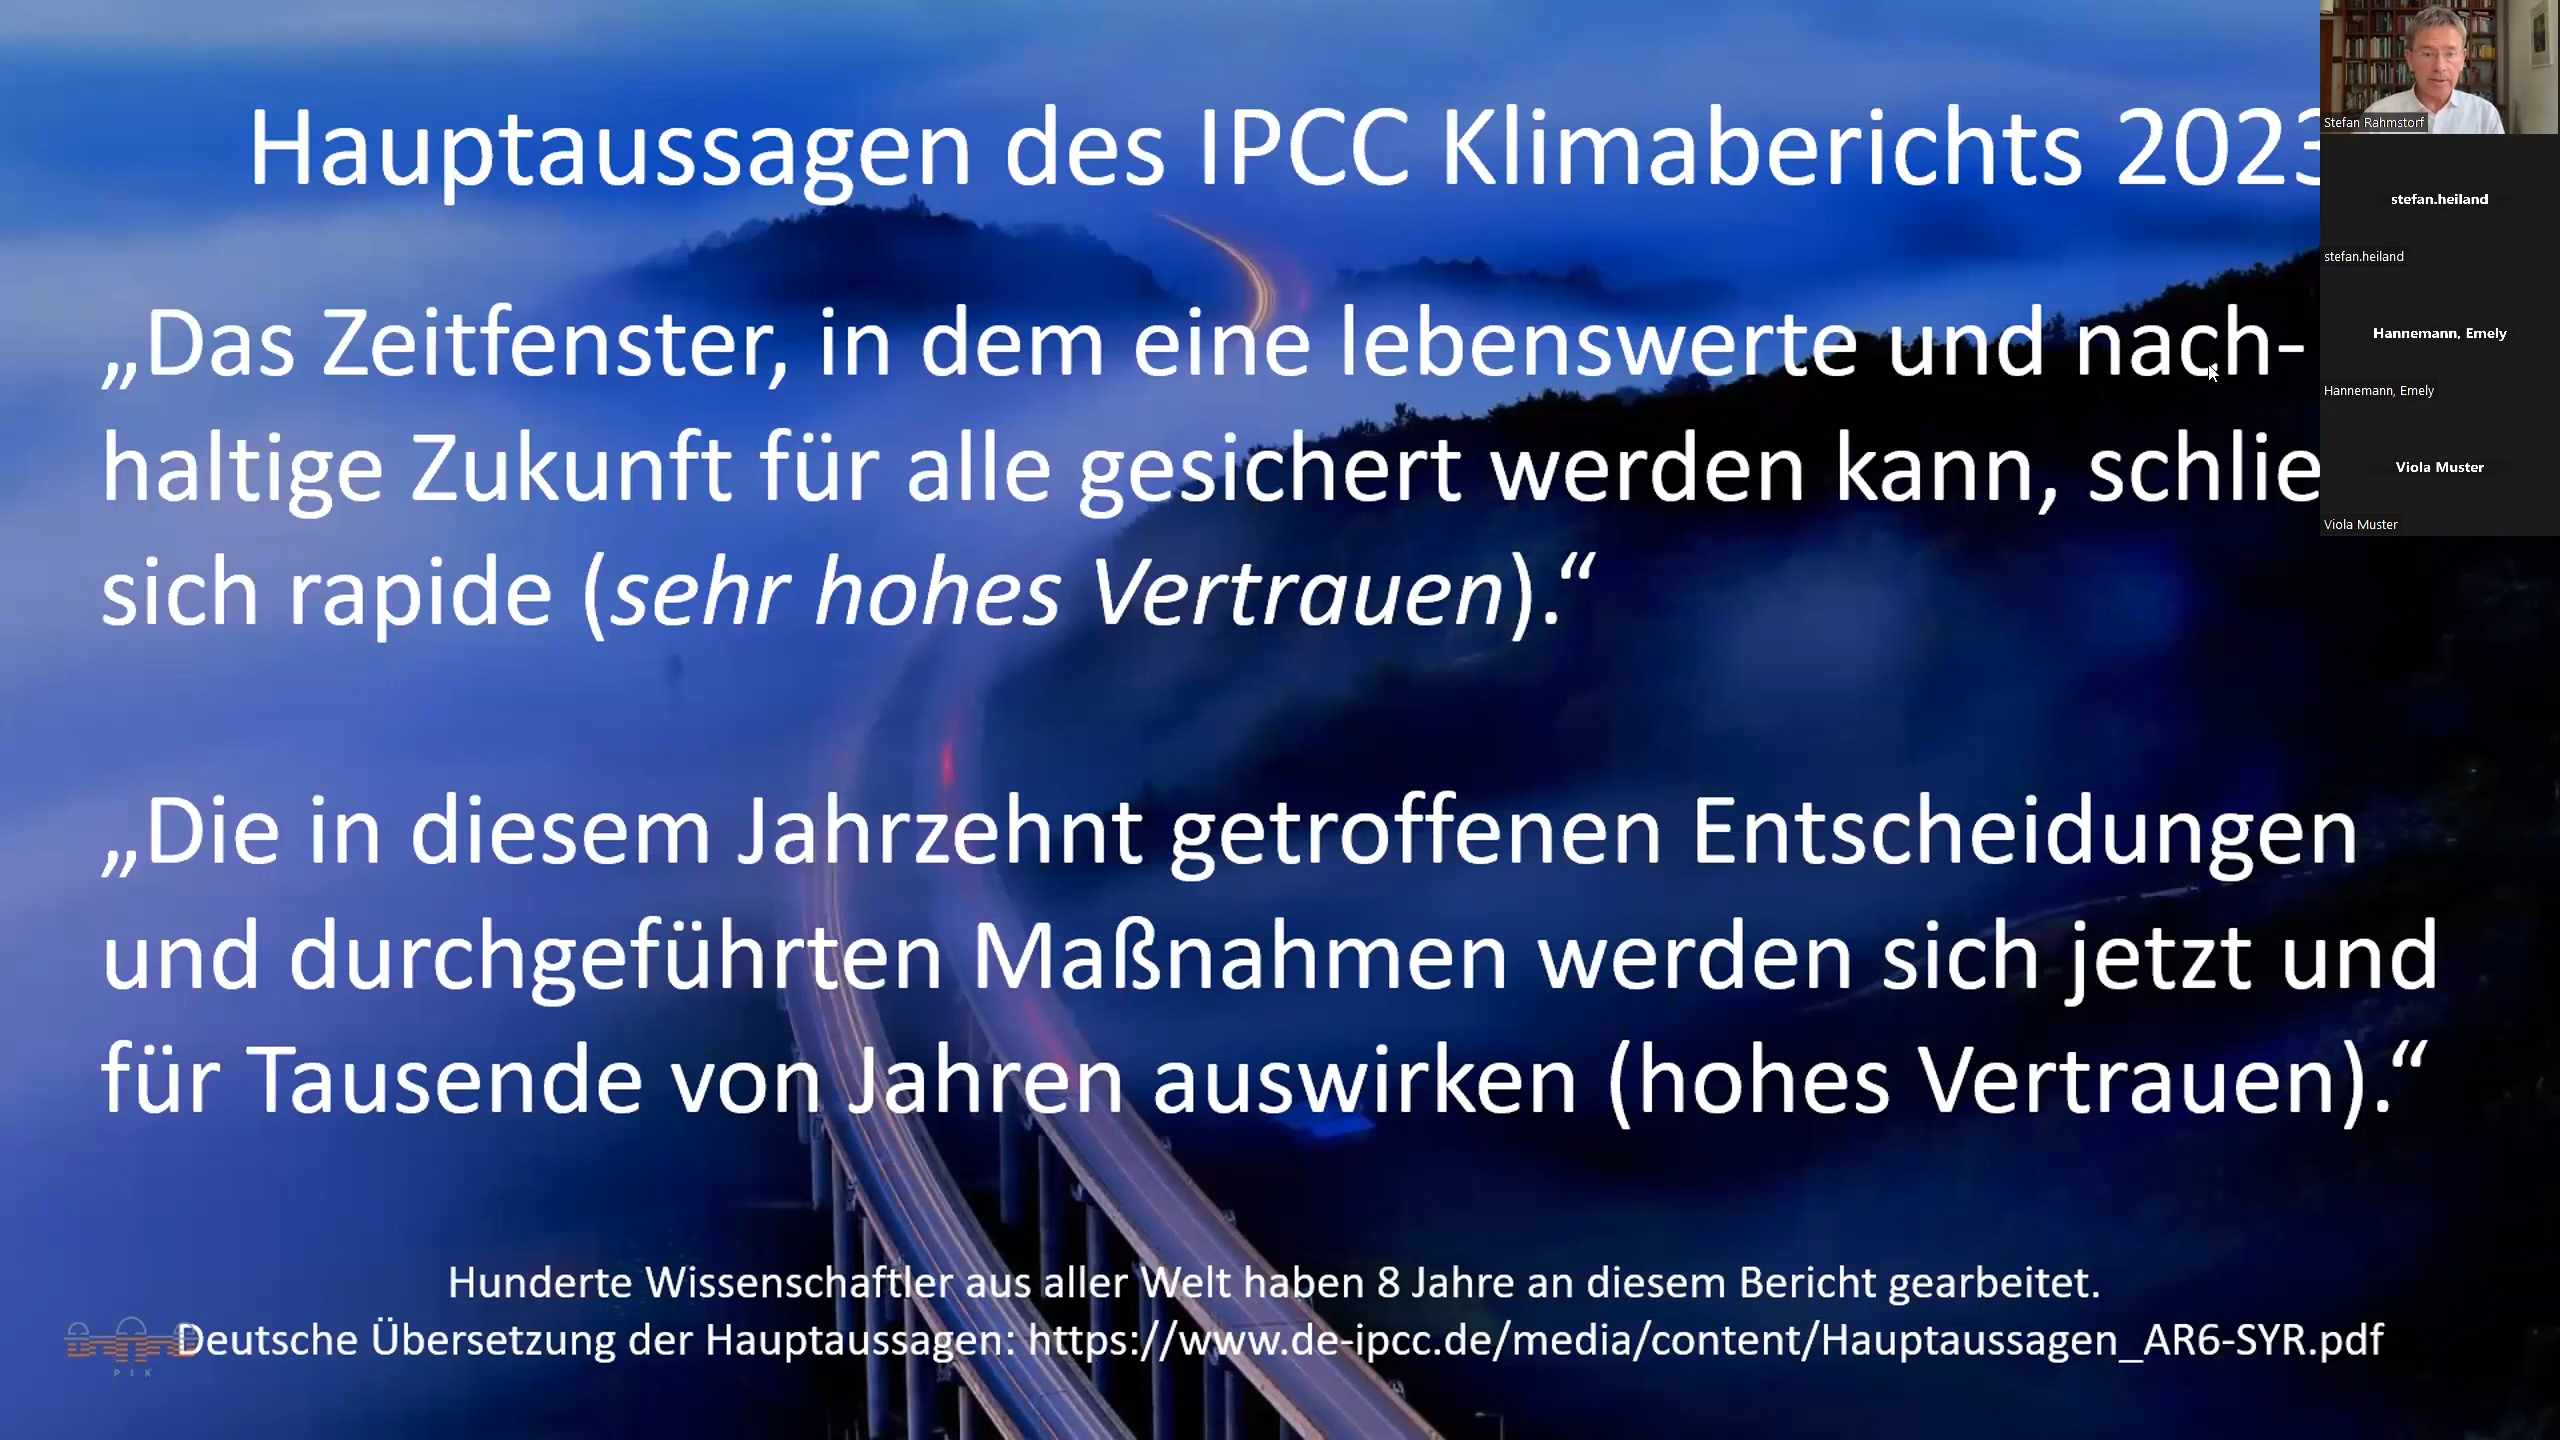 Hauptaussagen des IPCC Klimaberichts 2023
„Das Zeitfenster, in dem eine lebenswerte und nach-
haltige Zukunft für alle gesichert werden kann, schlie
sich rapide (sehr hohes Vertrauen).“
„Die in diesem Jahrzehnt getroffenen Entscheidungen
und durchgeführten Maßnahmen werden sich jetzt und
für Tausende von Jahren auswirken (hohes Vertrauen).“
Hunderte Wissenschaftler aus aller Welt haben 8 Jahre an diesem Bericht gearbeitet.
Deutsche Übersetzung der Hauptaussagen: https://www.de-ipcc.de/media/content/Hauptaussagen_AR6-SYR.pdf
PIK
Stefan Rahmstorf
stefan.heiland
stefan.heiland
Hannemann, Emely
Hannemann, Emely
Viola Muster
Viola Muster